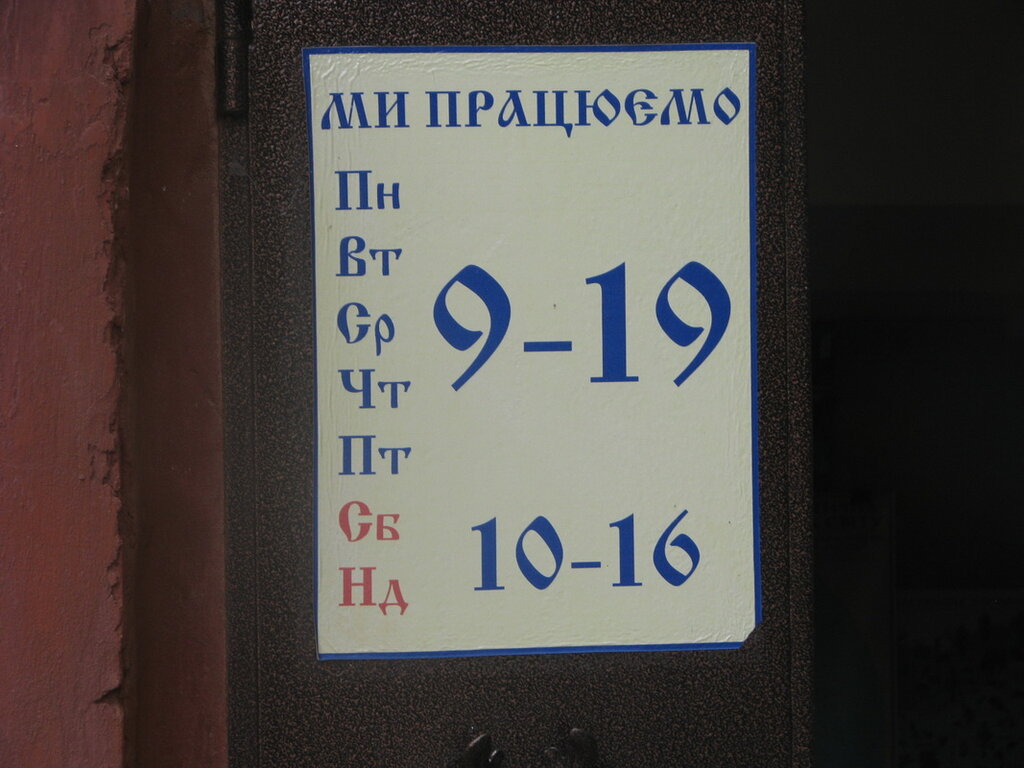 МИ ПРАЦЮЄМО
Пн
Вт
Ср
Чт
Пт
9-19
Сб
Нд
10-16